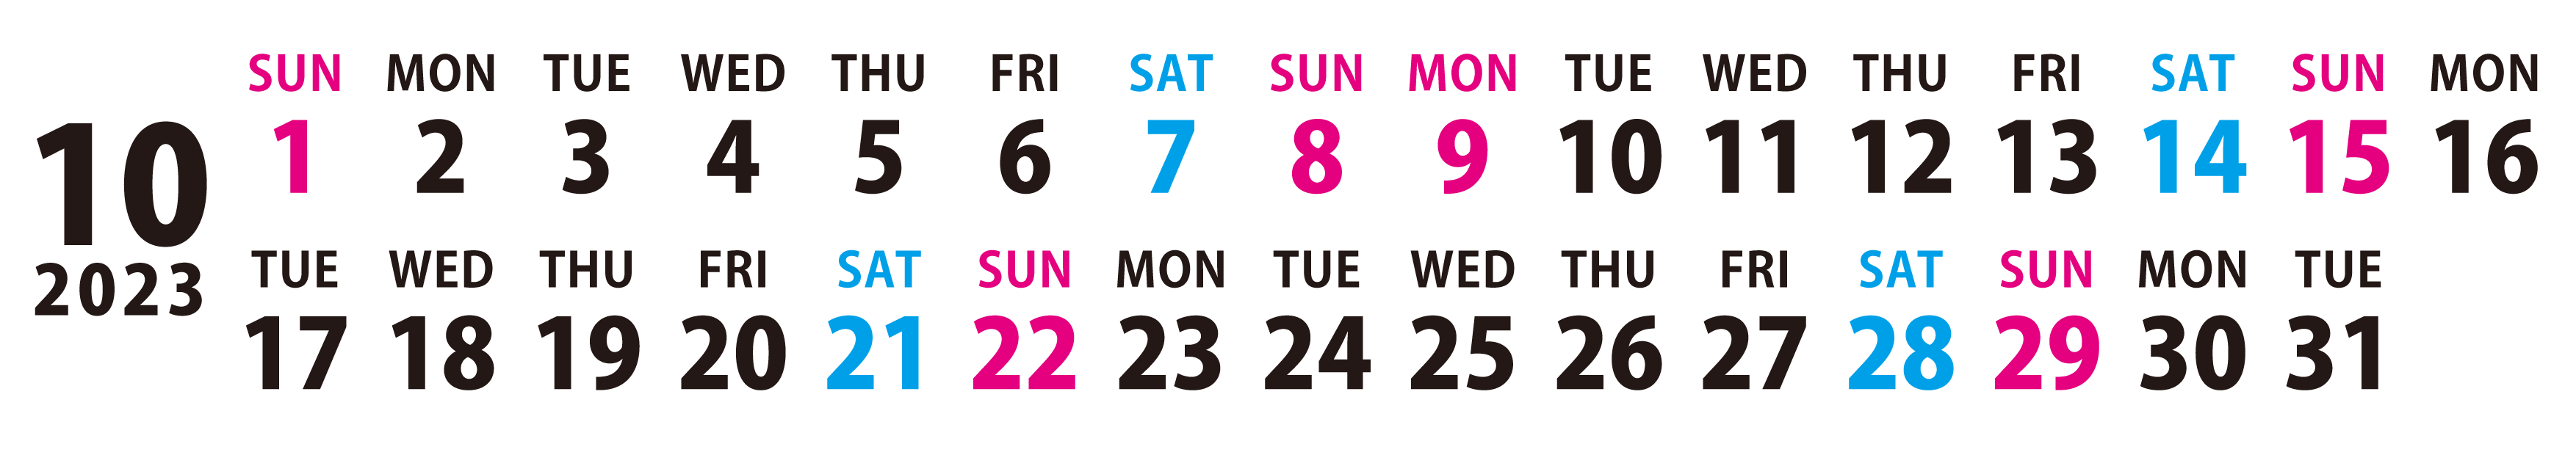 10
2023
SUN MON TUE WED THU FRI SAT SUN MON TUE WED THU FRI SAT SUN MON
1 2 3 4 5 6 7 8 9 10 11 12 13 14 15 16
TUE WED THU FRI SAT SUN MON TUE WED THU FRI SAT SUN MON TUE
17 18 19 20 21 22 23 24 25 26 27 28 29 30 31